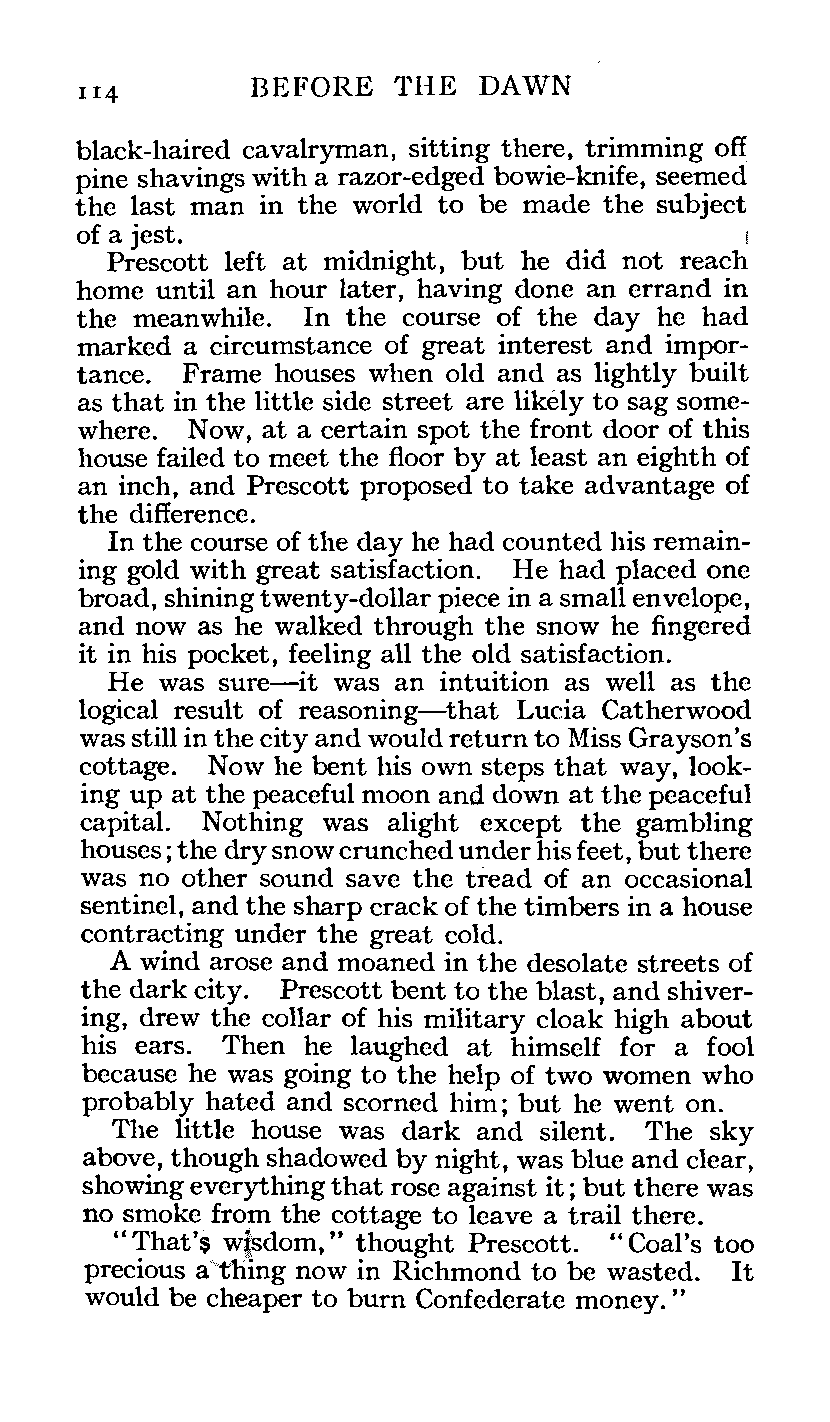 114 BEFORE THE DAWN
black-haired cavalryman, sitting there, trimming off
pine shavings with a razor-edged bowie-knife, seemed
the last man in the world to be made the subject
of a jest.
Prescott left at midnight, but he did not reach
home until an hour later, having done an errand in
the meanwhile. In the course of the day he had
marked a circumstance of great interest and impor-
tance. Frame houses when old and as lightly built
as that in the little side street are likely to sag some-
where. Now, at a certain spot the front door of this
house failed to meet the floor by at least an eighth of
an inch, and Prescott proposed to take advantage of
the difference.
In the course of the day he had counted his remain-
ing gold with great satisfaction. He had placed one
broad, shining twenty-dollar piece in a small envelope,
and now as he walked through the snow he fingered
it in his pocket, feeling all the old satisfaction.
He was sure—it was an intuition as well as the
logical result of reasoning—that Lucia Catherwood
was still in the city and would return to Miss Grayson's
cottage. Now he bent his own steps that way, look-
ing up at the peaceful moon and down at the peaceful
capital. Nothing was alight except the gambling
houses; the dry snow crunched under his feet, but there
was no other sound save the tread of an occasional
sentinel, and the sharp crack of the timbers in a house
contracting under the great cold.
A wind arose and moaned in the desolate streets of
the dark city. Prescott bent to the blast, and shiver-
ing, drew the collar of his military cloak high about
his ears. Then he laughed at himself for a fool
because he was going to the help of two women who
probably hated and scorned him; but he went on.
The little house was dark and silent. The sky
above, though shadowed by night, was blue and clear,
showing everything that rose against it; but there was
no smoke from the cottage to leave a trail there.
"That's wisdom," thought Prescott. "Coal's too
precious a thing now in Richmond to be wasted. It
would be cheaper to burn Confederate money."